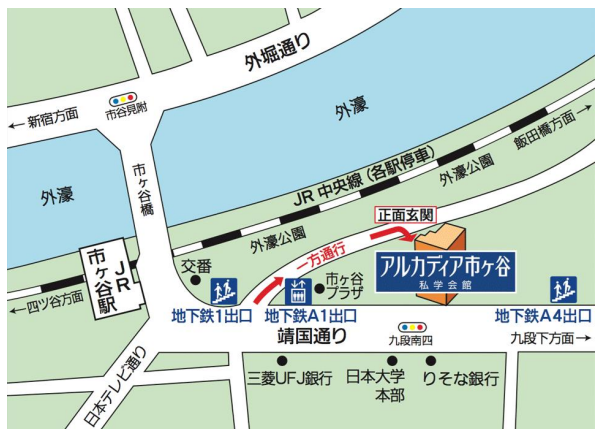 外堀通り
市谷見附
←新宿方面
外濠
飯田橋方面→
市ヶ谷橋
JR 中央線（各駅停車）
外濠公園
外濠
正面玄関
外濠公園
一方通行
アルカディア市ヶ谷
私学会館
JR
市ヶ谷駅
交番
市ヶ谷
プラザ
←四ツ谷方面
地下鉄1出口
地下鉄A1出口
地下鉄A4出口
靖国通り
九段南四
九段下方面→
日本テレビ通り
三菱UFJ銀行
日本大学
本部
りそな銀行